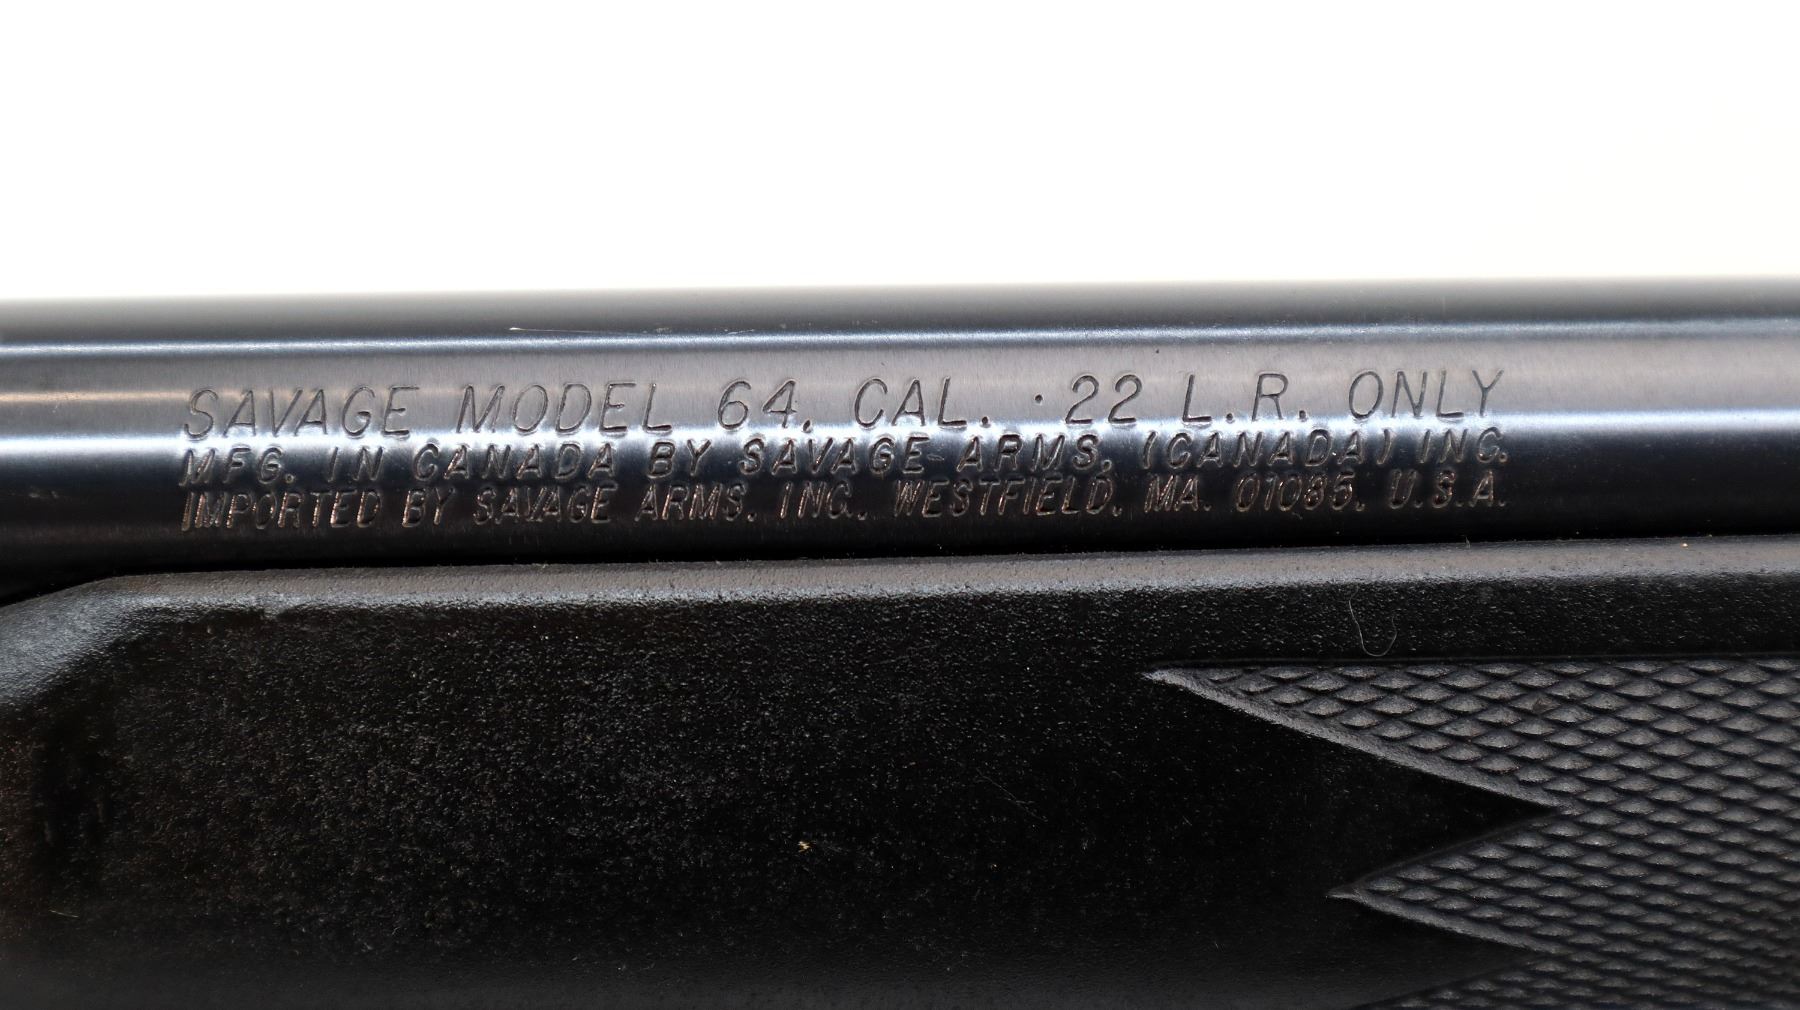 SAVAGE MODEL 64. CAL. .22 L.R. ONLY
MFG. IN CANADA BY SAVAGE ARMS. (CANADA) INC.
IMPORTED BY SAVAGE ARMS. INC. WESTFIELD. MA. 01085. U.S.A.